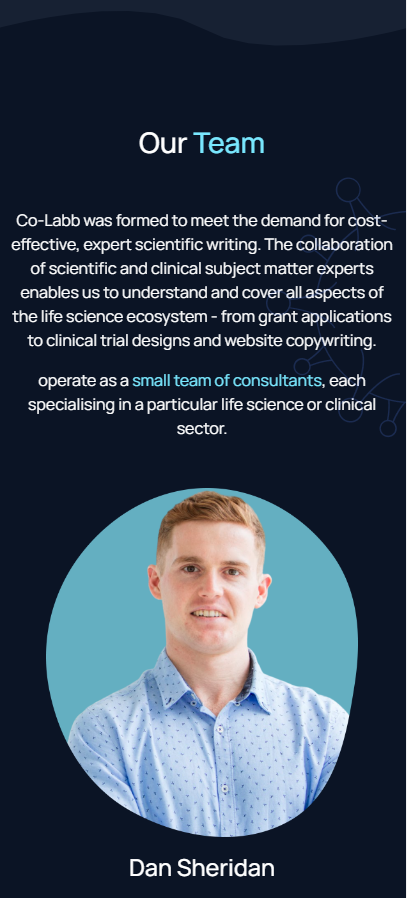 Our Team
Co-Labb was formed to meet the demand for cost-
effective, expert scientific writing. The collaboration
of scientific and clinical subject matter experts
enables us to understand and cover all aspects of
the life science ecosystem - from grant applications
to clinical trial designs and website copywriting.
operate as a small team of consultants, each
specialising in a particular life science or clinical
sector.
Dan Sheridan